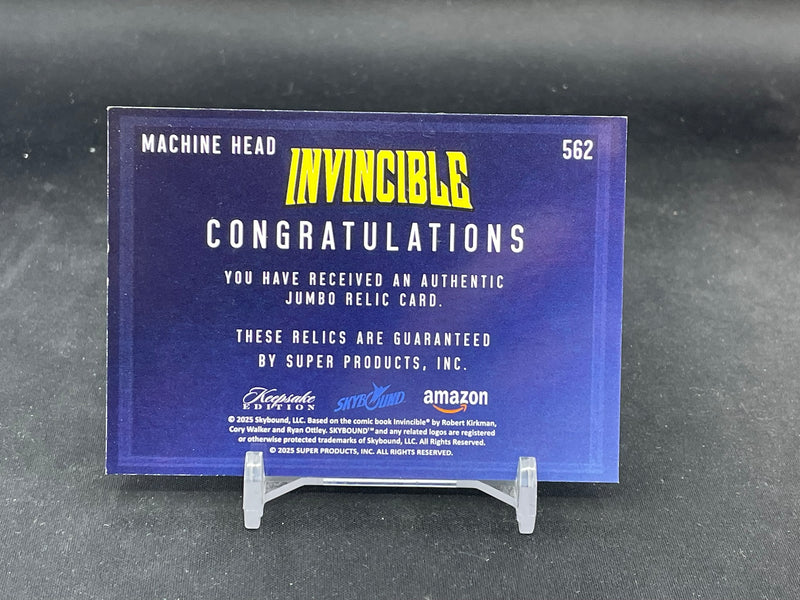 MACHINE HEAD
562
INVINCIBLE
CONGRATULATIONS
YOU HAVE RECEIVED AN AUTHENTIC
JUMBO RELIC CARD.
THESE RELICS ARE GUARANTEED
BY SUPER PRODUCTS, INC.
Keepsake
EDITION
SKYBOUND
amazon
© 2025 Skybound, LLC. Based on the comic book Invincible® by Robert Kirkman,
Cory Walker and Ryan Ottley. SKYBOUND™ and any related logos are registered
or otherwise protected trademarks of Skybound, LLC. All Rights Reserved.
© 2025 SUPER PRODUCTS, INC. ALL RIGHTS RESERVED.